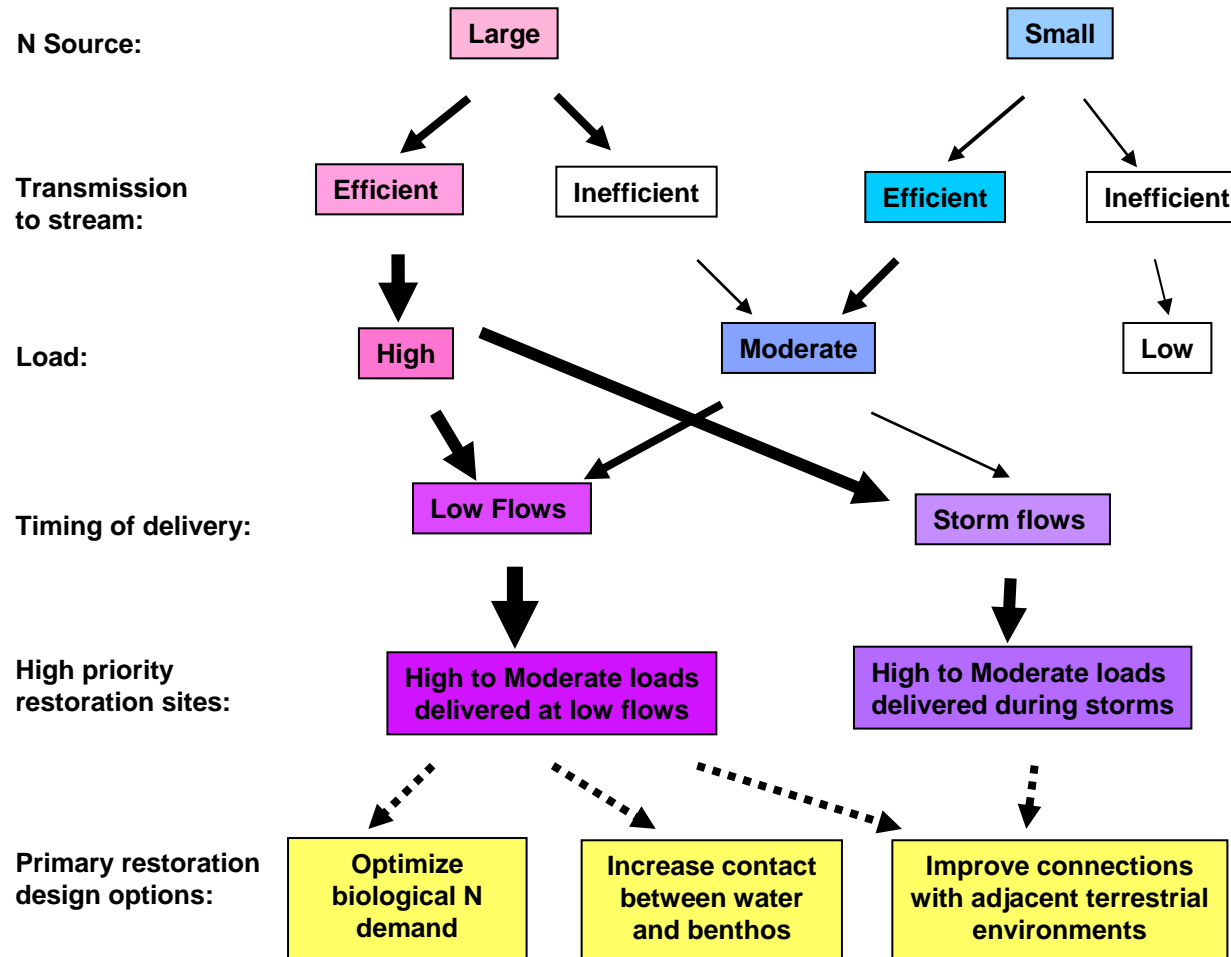 N Source:
Large
Small
Transmission
to stream:
Efficient
Inefficient
Efficient
Inefficient
Load:
High
Moderate
Low
Timing of delivery:
Low Flows
Storm flows
High priority
restoration sites:
High to Moderate loads
delivered at low flows
High to Moderate loads
delivered during storms
Primary restoration
design options:
Optimize
biological N
demand
Increase contact
between water
and benthos
Improve connections
with adjacent terrestrial
environments